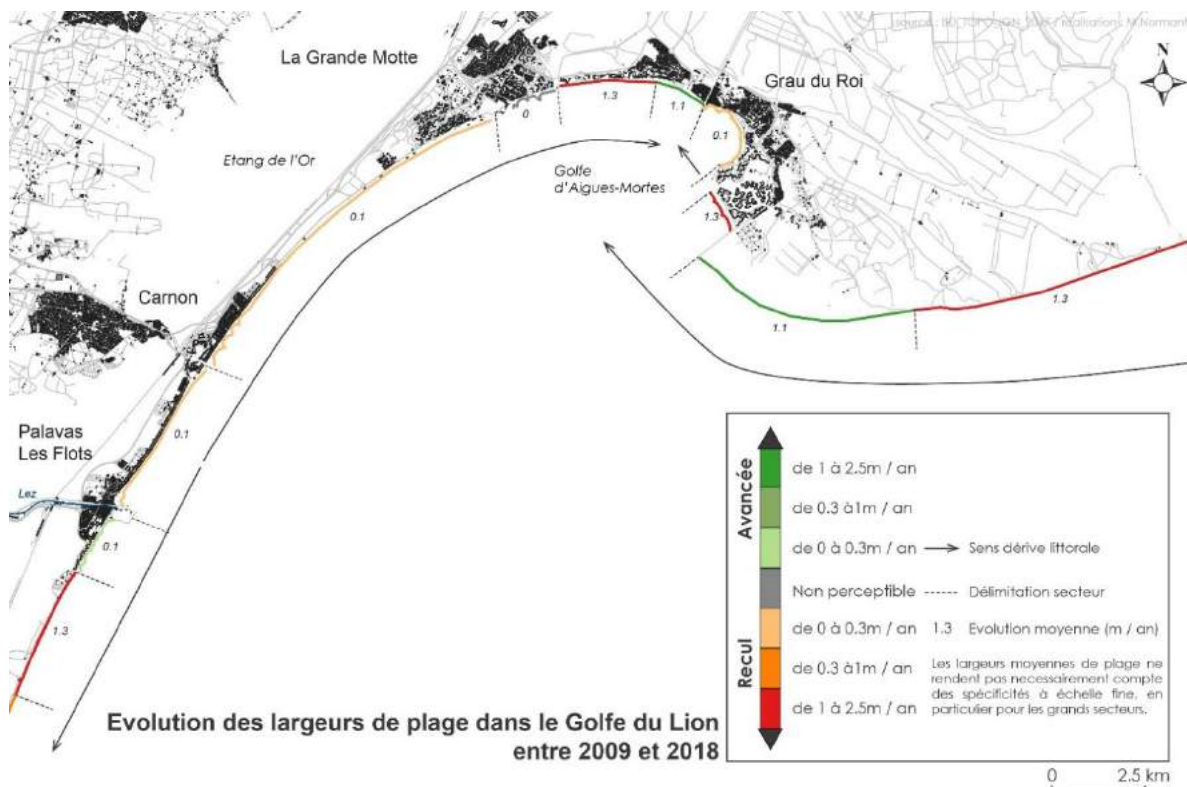 source : BD_TOPO IGN_2018 / réalisations M.Normant
La Grande Motte
N
Grau du Roi
0
1.3
1.1
0.1
Etang de l'Or
Golfe
d'Aigues-Mortes
0.1
1.3
Carnon
1.1
1.3
Palavas
Les Flots
0.1
Lez
0.1
1.3
Avancée
de 1 à 2.5m / an
de 0.3 à1m / an
de 0 à 0.3m / an
Sens dérive littorale
Non perceptible
Délimitation secteur
Recul
de 0 à 0.3m / an
1.3 Evolution moyenne (m / an)
de 0.3 à1m / an
de 1 à 2.5m / an
Les largeurs moyennes de plage ne
rendent pas necessairement compte
des spécificités à échelle fine, en
particulier pour les grands secteurs.
Evolution des largeurs de plage dans le Golfe du Lion
entre 2009 et 2018
0 2.5 km